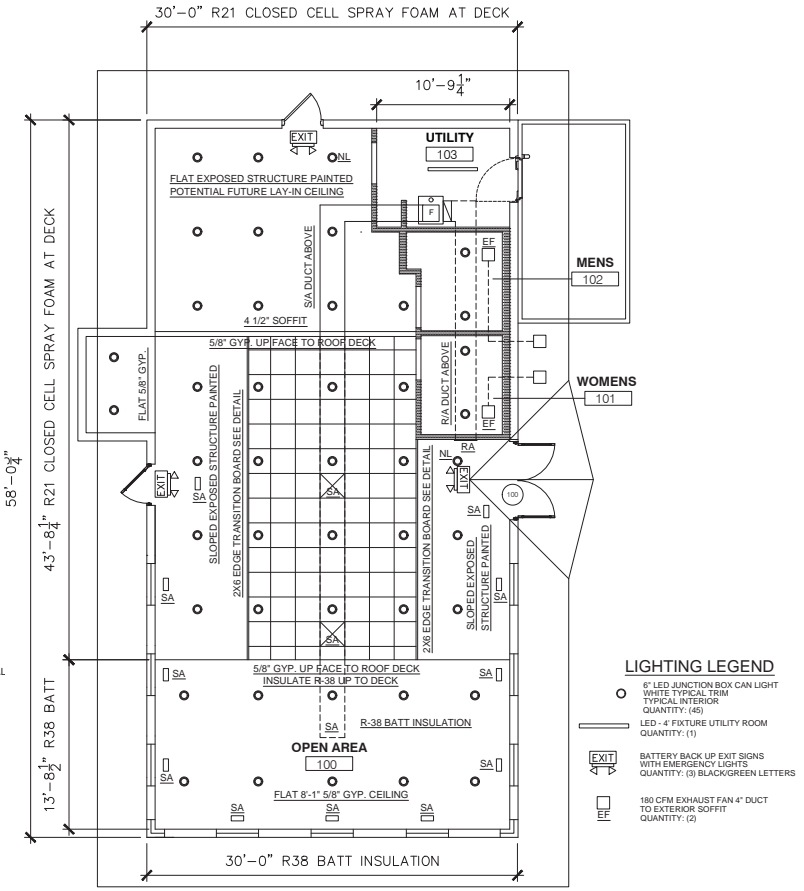 30'-0" R21 CLOSED CELL SPRAY FOAM AT DECK
10'-9 1/4"
UTILITY
103
EXIT
NL
FLAT EXPOSED STRUCTURE PAINTED
POTENTIAL FUTURE LAY-IN CEILING
F
EF
MENS
102
S/A DUCT ABOVE
4 1/2" SOFFIT
5/8" GYP. UP FACE TO ROOF DECK
FLAT 5/8" GYP.
R/A DUCT ABOVE
WOMENS
101
EF
RA
58'-0 3/4"
43'-8 1/4" R21 CLOSED CELL SPRAY FOAM AT DECK
SLOPED EXPOSED STRUCTURE PAINTED
2X6 EDGE TRANSITION BOARD SEE DETAIL
EXIT
SA
SA
NL
EXIT
100
SA
2X6 EDGE TRANSITION BOARD SEE DETAIL
SLOPED EXPOSED
STRUCTURE PAINTED
SA
SA
SA
5/8" GYP. UP FACE TO ROOF DECK
INSULATE R-38 UP TO DECK
SA
SA
13'-8 1/2" R38 BATT
R-38 BATT INSULATION
SA
OPEN AREA
100
SA
SA
FLAT 8'-1" 5/8" GYP. CEILING
SA
SA
SA
30'-0" R38 BATT INSULATION
LIGHTING LEGEND
6" LED JUNCTION BOX CAN LIGHT
WHITE TYPICAL TRIM
TYPICAL INTERIOR
QUANTITY: (45)
LED - 4' FIXTURE UTILITY ROOM
QUANTITY: (1)
EXIT
BATTERY BACK UP EXIT SIGNS
WITH EMERGENCY LIGHTS
QUANTITY: (3) BLACK/GREEN LETTERS
EF
180 CFM EXHAUST FAN 4" DUCT
TO EXTERIOR SOFFIT
QUANTITY: (2)